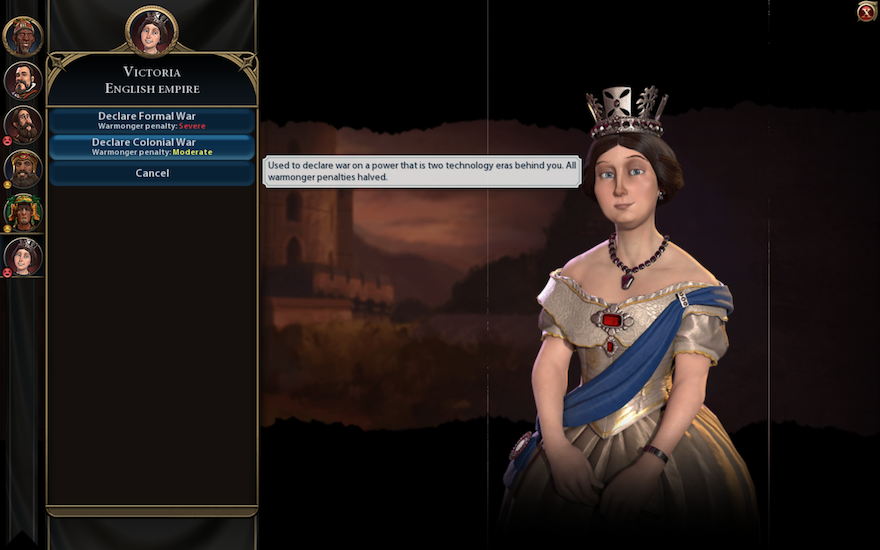 VICTORIA
ENGLISH EMPIRE
Declare Formal War
Warmonger penalty: Severe
Declare Colonial War
Warmonger penalty: Moderate
Cancel
Used to declare war on a power that is two technology eras behind you. All
warmonger penalties halved.